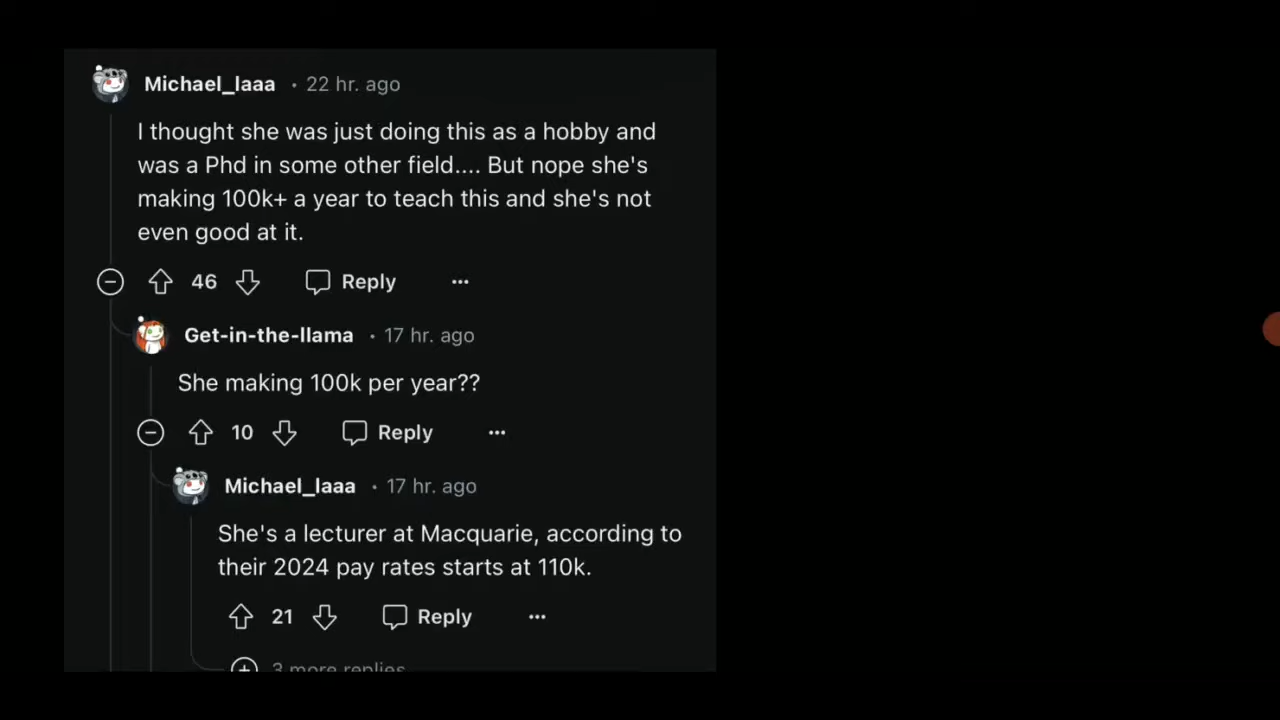 Michael_laaa • 22 hr. ago
I thought she was just doing this as a hobby and
was a Phd in some other field.... But nope she's
making 100k+ a year to teach this and she's not
even good at it.
46 Reply ...
Get-in-the-llama • 17 hr. ago
She making 100k per year??
10 Reply ...
Michael_laaa • 17 hr. ago
She's a lecturer at Macquarie, according to
their 2024 pay rates starts at 110k.
21 Reply ...
3 more replies